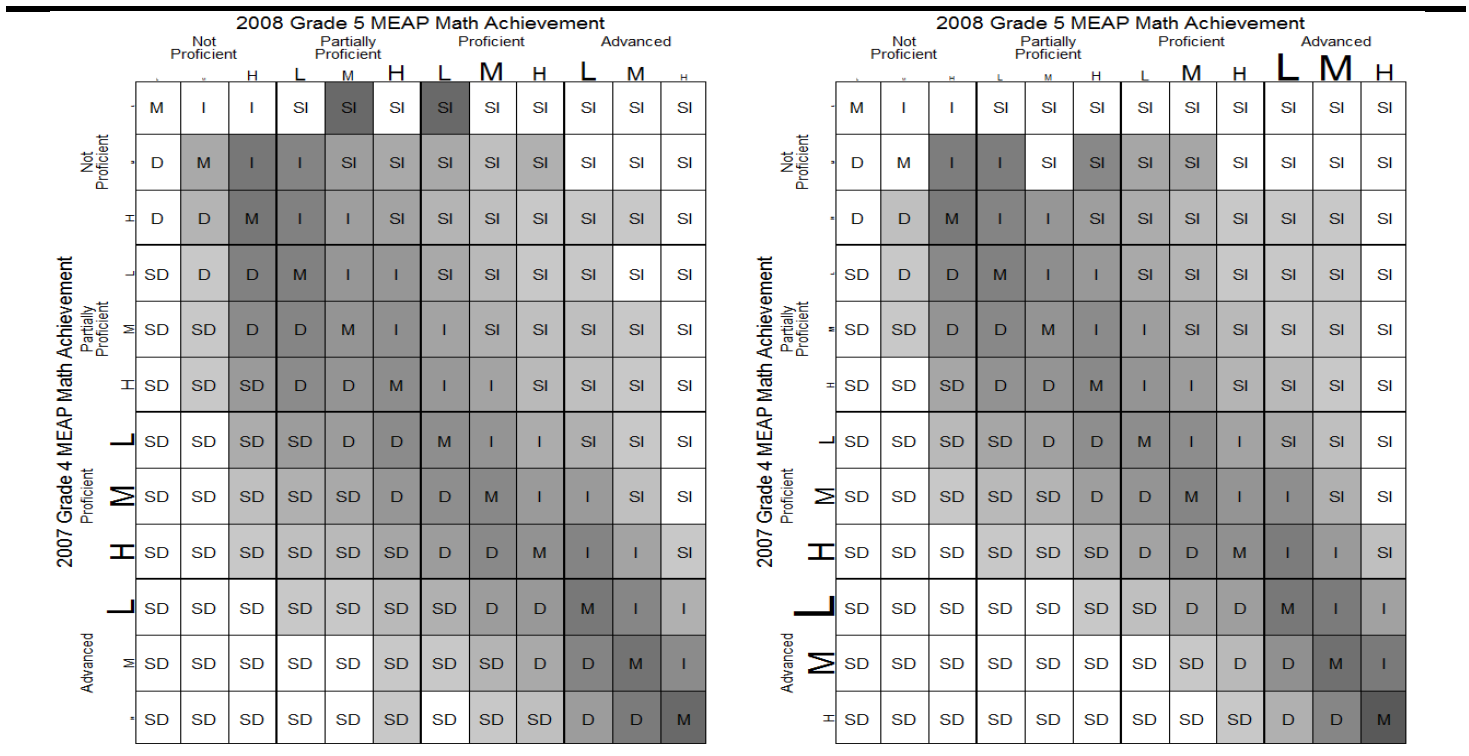 2008 Grade 5 MEAP Math Achievement
Not Proficient
Partially Proficient
Proficient
Advanced
H L M H L M H L M H
2007 Grade 4 MEAP Math Achievement
Not Proficient
Partially Proficient
Proficient
Advanced
M I I SI SI SI SI SI SI SI SI SI
D M I I SI SI SI SI SI SI SI SI
H D D M I I SI SI SI SI SI SI SI
L SD D D M I I SI SI SI SI SI SI
M SD SD D D M I I SI SI SI SI SI
H SD SD SD D D M I I SI SI SI SI
L SD SD SD SD D D M I I SI SI SI
M SD SD SD SD SD D D M I I SI SI
H SD SD SD SD SD SD D D M I I SI
L SD SD SD SD SD SD SD D D M I I
M SD SD SD SD SD SD SD SD D D M I
SD SD SD SD SD SD SD SD SD D D M
2008 Grade 5 MEAP Math Achievement
Not Proficient
Partially Proficient
Proficient
Advanced
H L M H L M H L M H
2007 Grade 4 MEAP Math Achievement
Not Proficient
Partially Proficient
Proficient
Advanced
M I I SI SI SI SI SI SI SI SI SI
D M I I SI SI SI SI SI SI SI SI
D D M I I SI SI SI SI SI SI SI
L SD D D M I I SI SI SI SI SI SI
M SD SD D D M I I SI SI SI SI SI
H SD SD SD D D M I I SI SI SI SI
L SD SD SD SD D D M I I SI SI SI
M SD SD SD SD SD D D M I I SI SI
H SD SD SD SD SD SD D D M I I SI
L SD SD SD SD SD SD SD D D M I I
M SD SD SD SD SD SD SD SD D D M I
H SD SD SD SD SD SD SD SD SD D D M